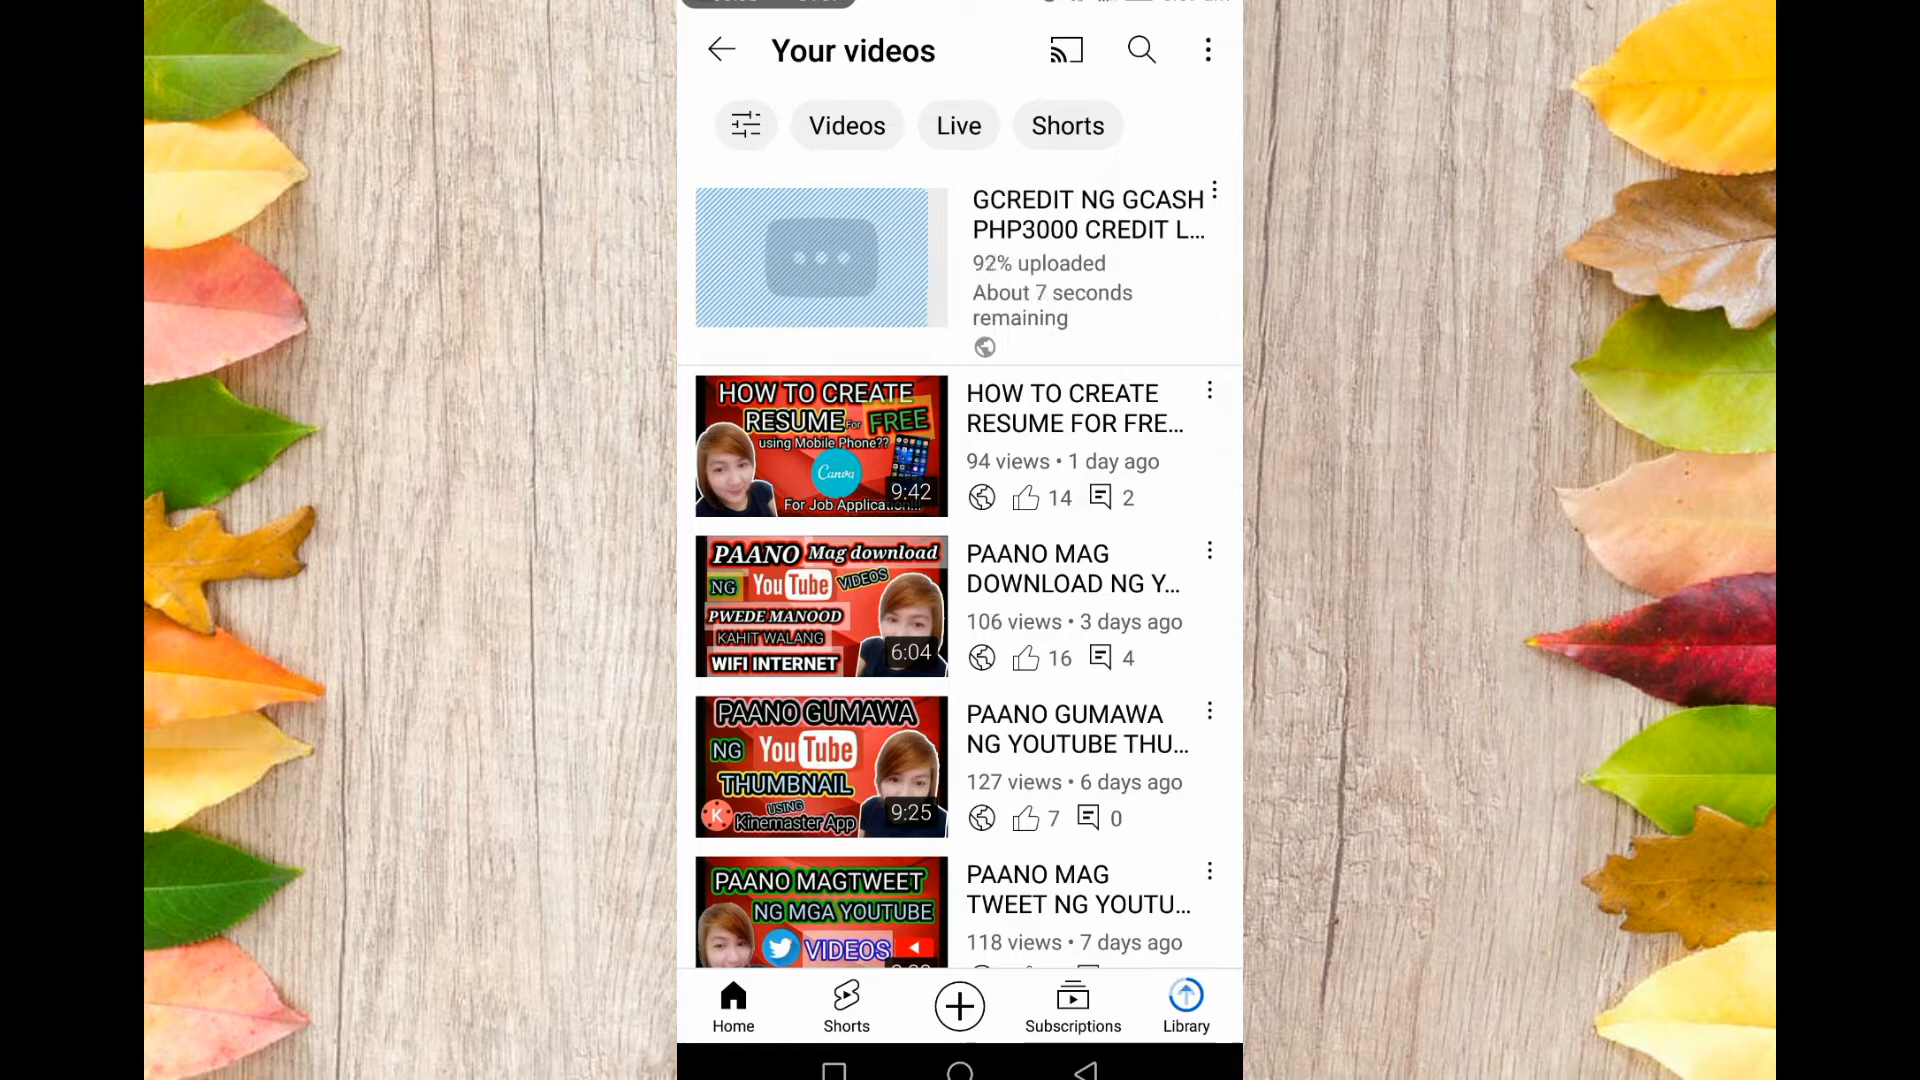 Your videos
Videos
Live
Shorts
GCREDIT NG GCASH
PHP3000 CREDIT L...
92% uploaded
About 7 seconds
remaining
HOW TO CREATE
RESUME For FREE
using Mobile Phone??
Canva
9:42
For Job Application...
HOW TO CREATE
RESUME FOR FRE...
94 views • 1 day ago
14
2
PAANO Mag download
NG YouTube VIDEOS
PWEDE MANOOD
KAHIT WALANG
WIFI INTERNET
6:04
PAANO MAG
DOWNLOAD NG Y...
106 views • 3 days ago
16
4
PAANO GUMAWA
NG YouTube
THUMBNAIL
USING
K Kinemaster App
9:25
PAANO GUMAWA
NG YOUTUBE THU...
127 views • 6 days ago
7
0
PAANO MAGTWEET
NG MGA YOUTUBE
VIDEOS
PAANO MAG
TWEET NG YOUTU...
118 views • 7 days ago
Home
Shorts
Subscriptions
Library